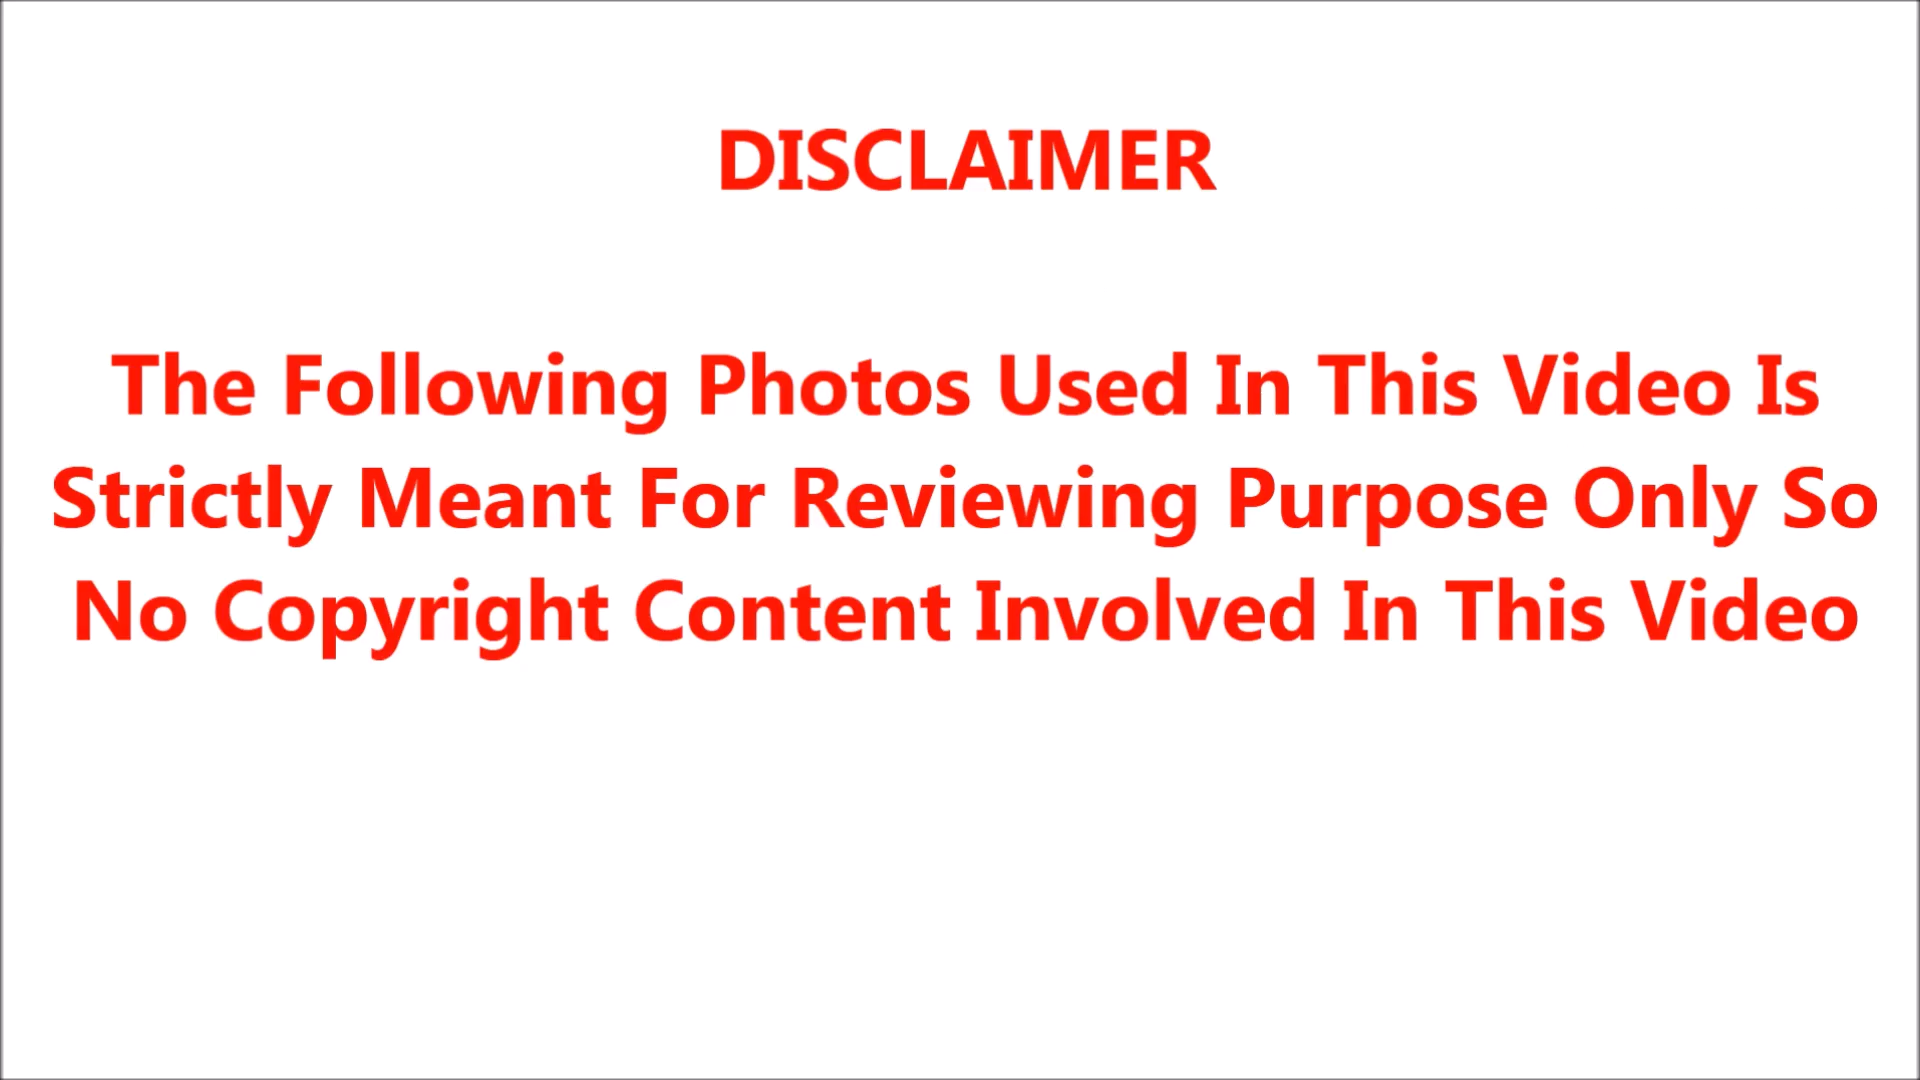 DISCLAIMER
The Following Photos Used In This Video Is
Strictly Meant For Reviewing Purpose Only So
No Copyright Content Involved In This Video